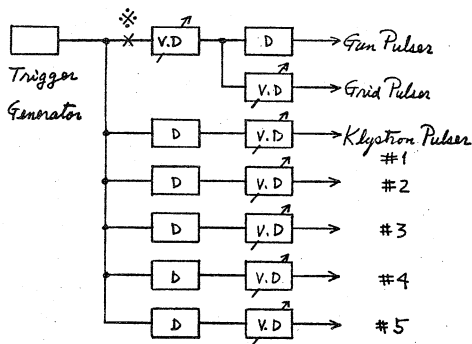 ※
V.D D Gun Pulser
Trigger
Generator
V.D Grid Pulser
D V.D Klystron Pulser
#1
D V.D #2
D V.D #3
D V.D. #4
D V.D #5